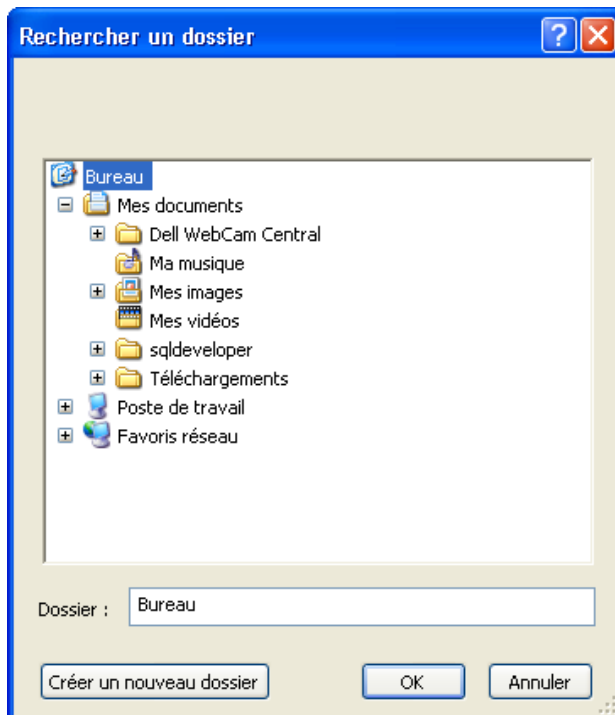 Rechercher un dossier
Bureau
Mes documents
Dell WebCam Central
Ma musique
Mes images
Mes vidéos
sqldeveloper
Téléchargements
Poste de travail
Favoris réseau
Dossier : Bureau
Créer un nouveau dossier OK Annuler